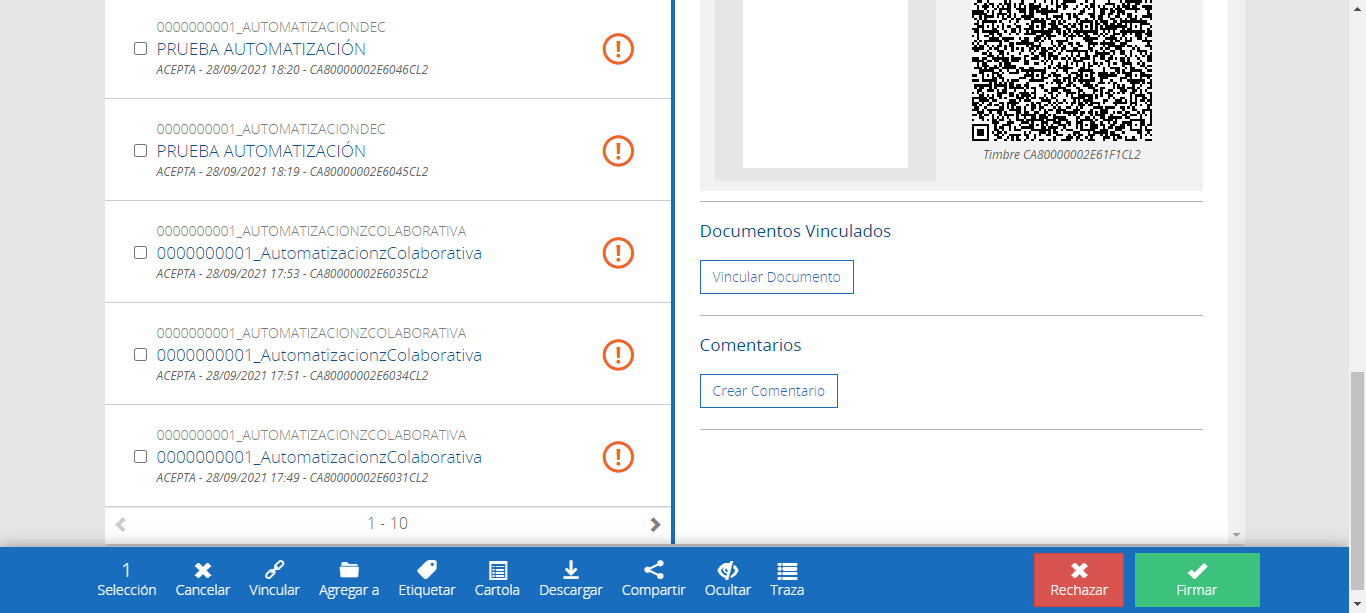 0000000001_AUTOMATIZACIONDEC
PRUEBA AUTOMATIZACIÓN
ACEPTA - 28/09/2021 18:20 - CA80000002E6046CL2
0000000001_AUTOMATIZACIONDEC
PRUEBA AUTOMATIZACIÓN
ACEPTA - 28/09/2021 18:19 - CA80000002E6045CL2
0000000001_AUTOMATIZACIONZCOLABORATIVA
0000000001_AutomatizacionzColaborativa
ACEPTA - 28/09/2021 17:53 - CA80000002E6035CL2
0000000001_AUTOMATIZACIONZCOLABORATIVA
0000000001_AutomatizacionzColaborativa
ACEPTA - 28/09/2021 17:51 - CA80000002E6034CL2
0000000001_AUTOMATIZACIONZCOLABORATIVA
0000000001_AutomatizacionzColaborativa
ACEPTA - 28/09/2021 17:49 - CA80000002E6031CL2
1 - 10
Timbre CA80000002E61F1CL2
Documentos Vinculados
Vincular Documento
Comentarios
Crear Comentario
1
Selección
Cancelar
Vincular
Agregar a
Etiquetar
Cartola
Descargar
Compartir
Ocultar
Traza
Rechazar
Firmar